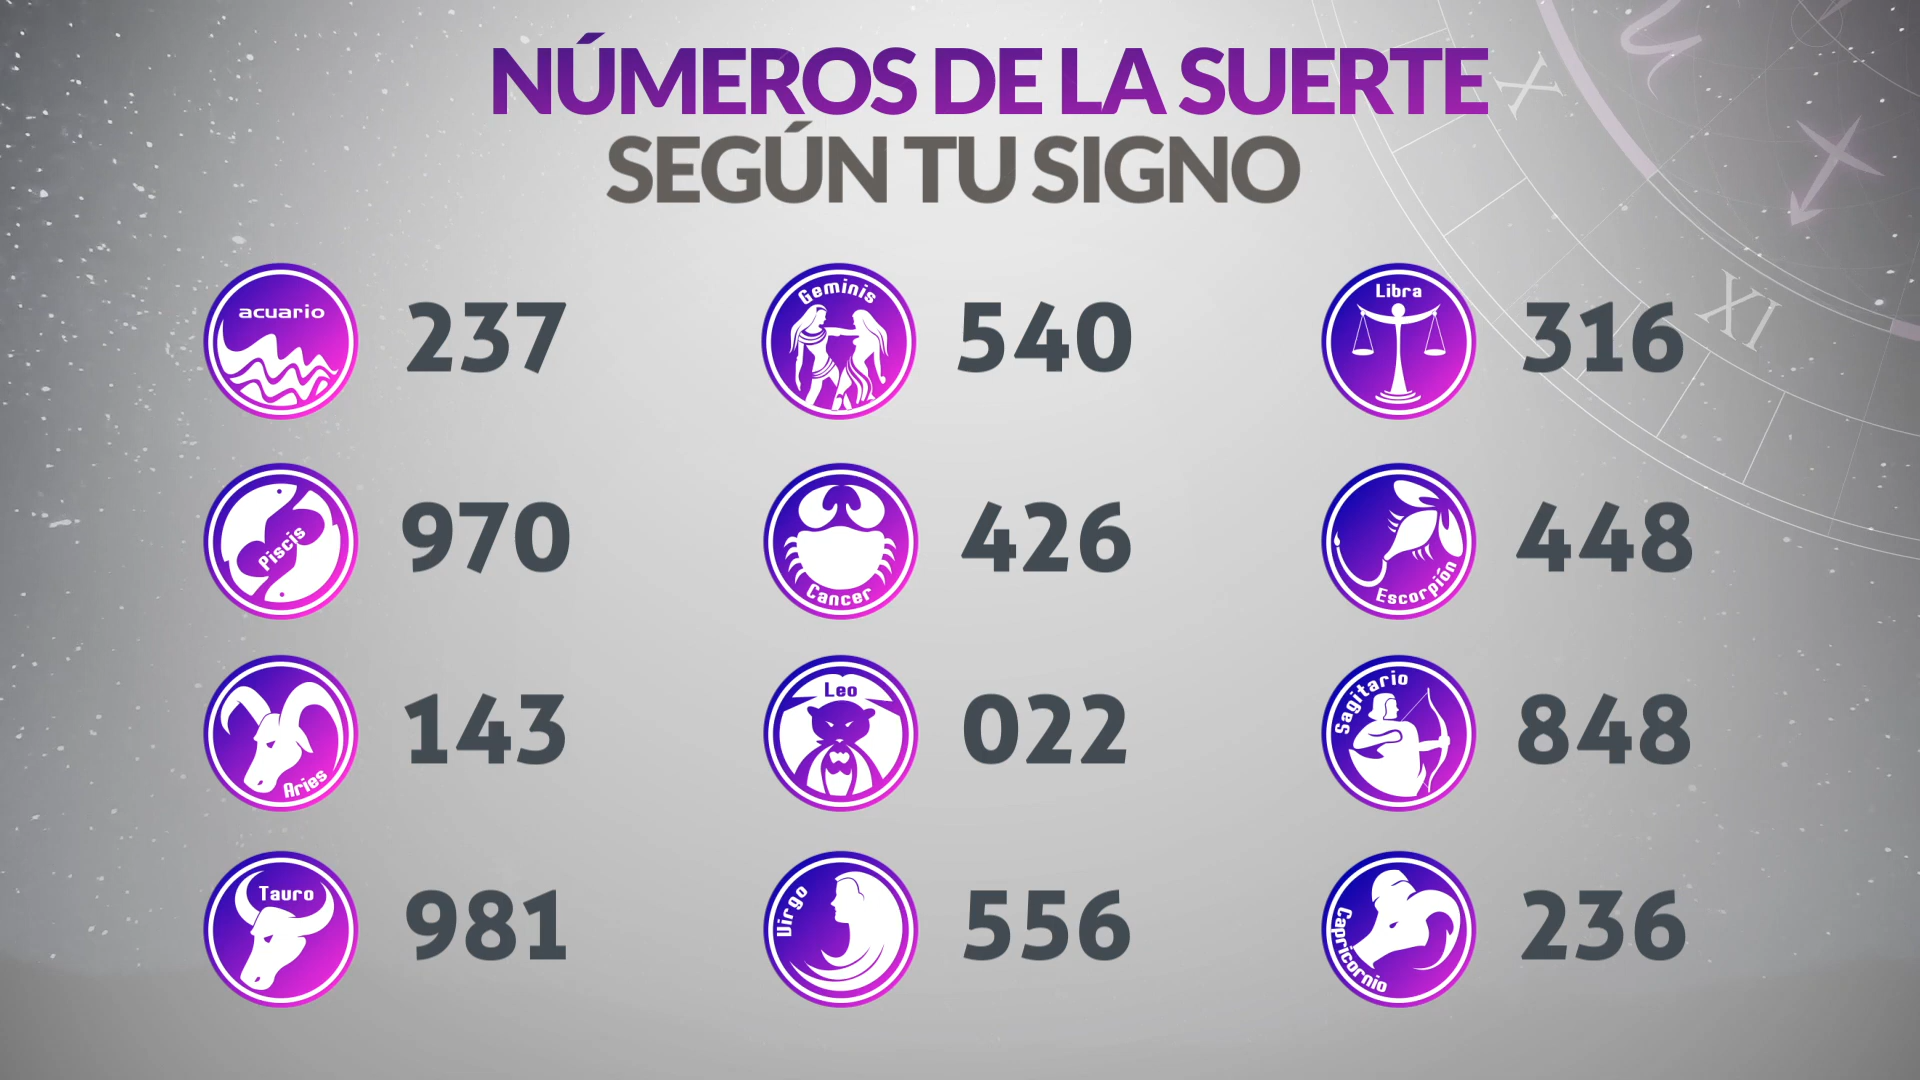 NÚMEROS DE LA SUERTE
SEGÚN TU SIGNO
acuario 237
Geminis 540
Libra 316
Piscis 970
Cancer 426
Escorpión 448
Aries 143
Leo 022
Sagitario 848
Tauro 981
Virgo 556
Capricornio 236
X
XI